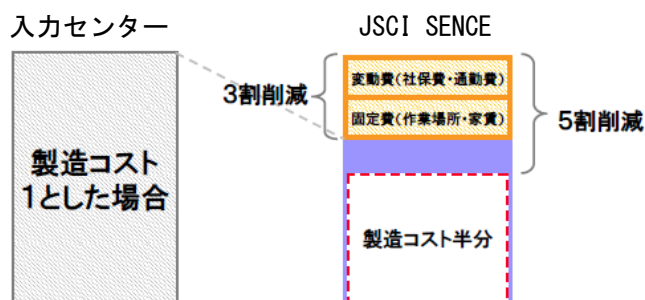 入力センター
JSCI SENCE
変動費(社保費・通勤費)
3割削減
固定費(作業場所・家賃)
5割削減
製造コスト
1とした場合
製造コスト半分